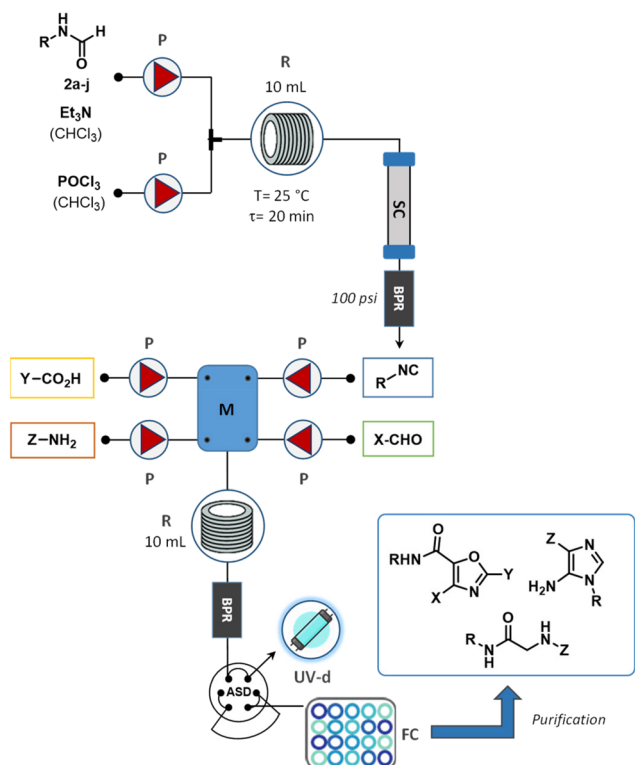 H
N
R
H
O
2a-j
Et₃N
(CHCl₃)
P
POCl₃
(CHCl₃)
P
R
10 mL
T= 25 °C
τ= 20 min
SC
100 psi
BPR
Y–CO₂H
P
P
R
NC
M
Z–NH₂
P
P
X-CHO
R
10 mL
BPR
UV-d
ASD
FC
Purification
O
RHN
O
Y
N
X
Z
N
H₂N
N
R
O
H
N
R
N
H
Z